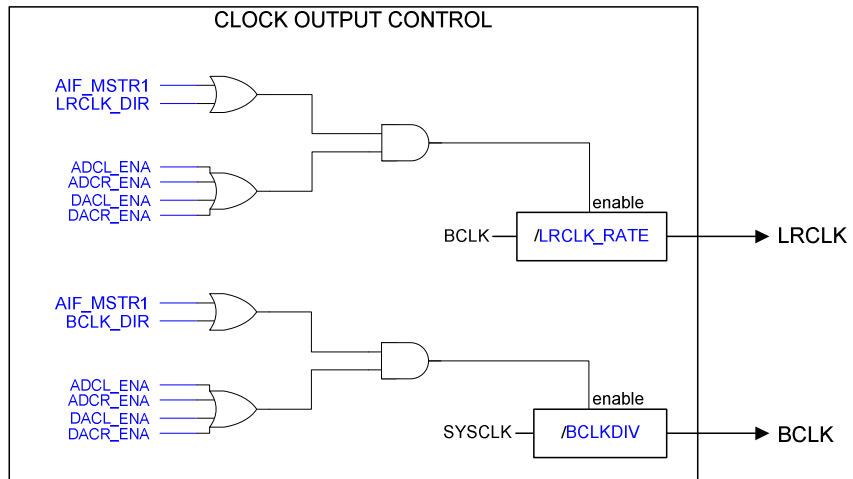 CLOCK OUTPUT CONTROL
AIF_MSTR1
LRCLK_DIR
ADCL_ENA
ADCR_ENA
DACL_ENA
DACR_ENA
enable
BCLK
/LRCLK_RATE
LRCLK
AIF_MSTR1
BCLK_DIR
ADCL_ENA
ADCR_ENA
DACL_ENA
DACR_ENA
enable
SYSCLK
/BCLKDIV
BCLK